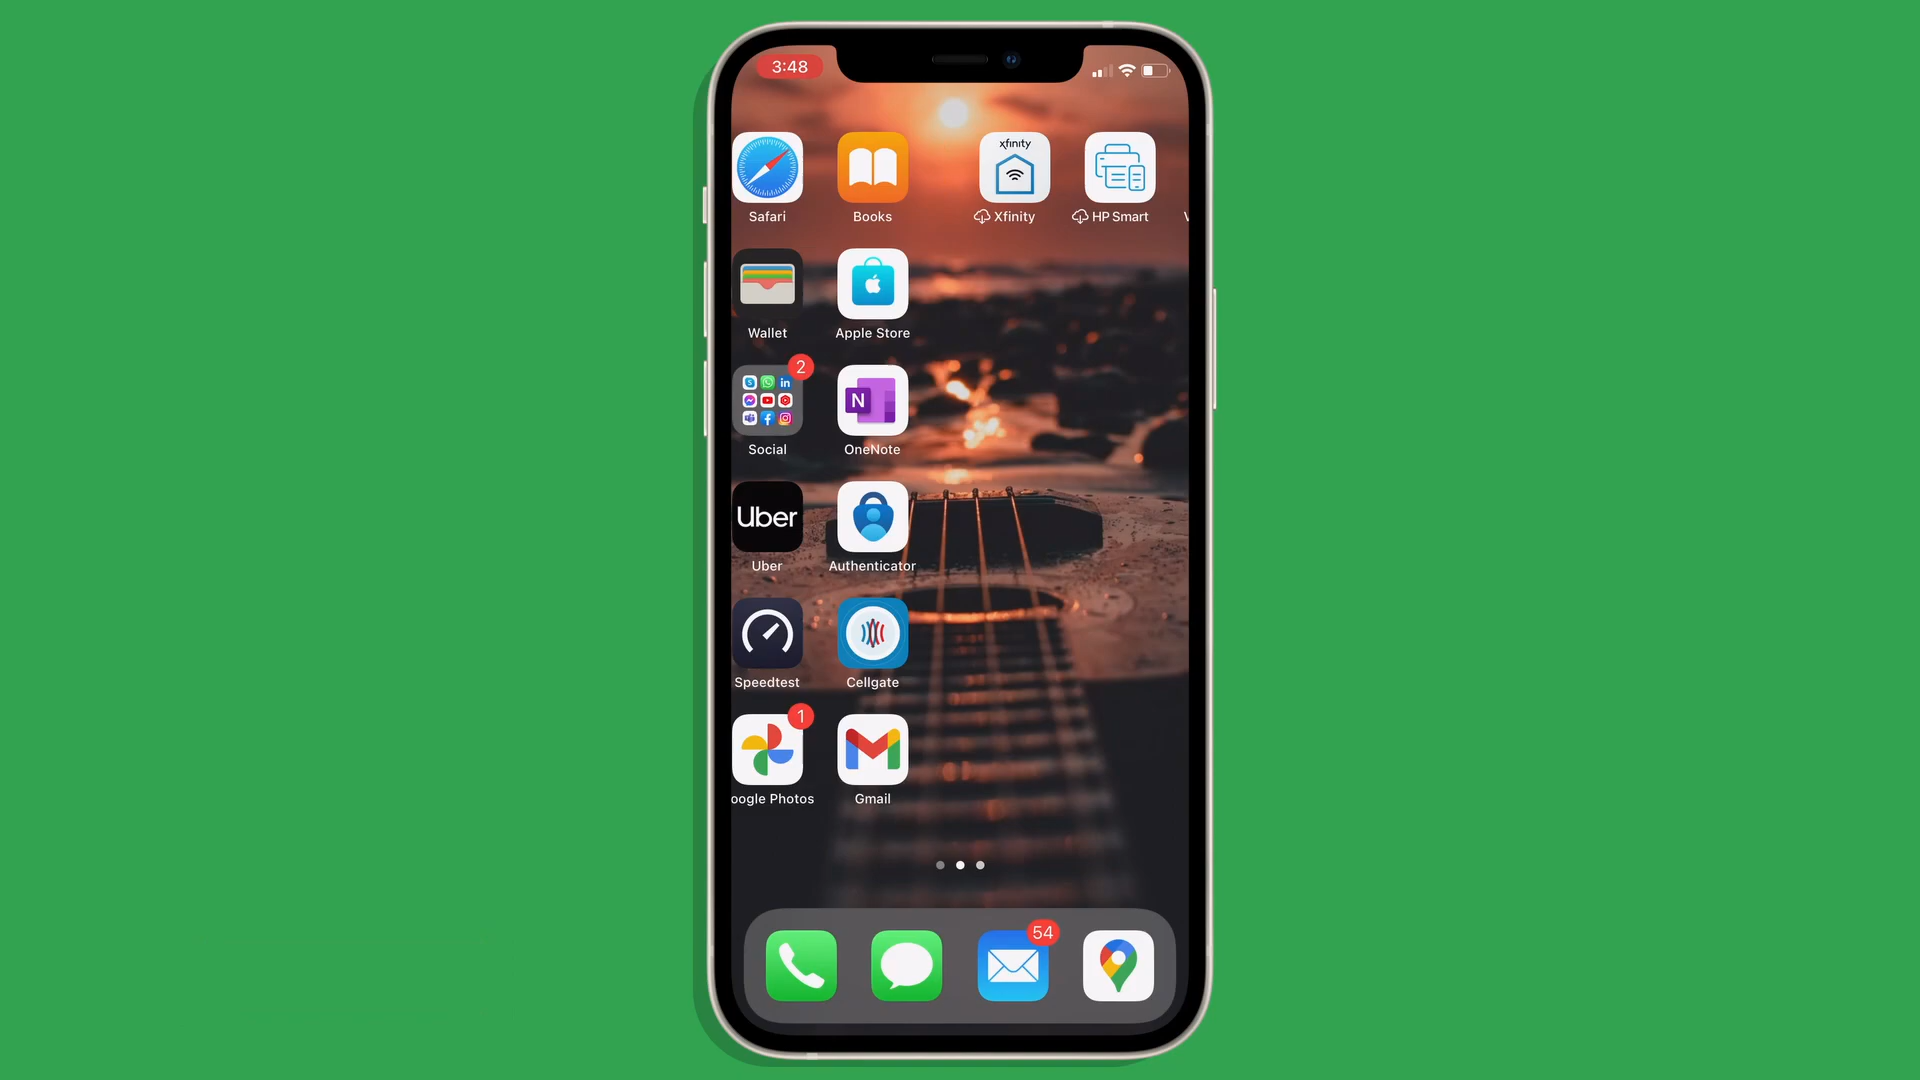 3:48
xfinity
Safari
Books
Xfinity
HP Smart
Wallet
Apple Store
2
S
in
N
Social
OneNote
Uber
Uber
Authenticator
Speedtest
Cellgate
1
oogle Photos
Gmail
54